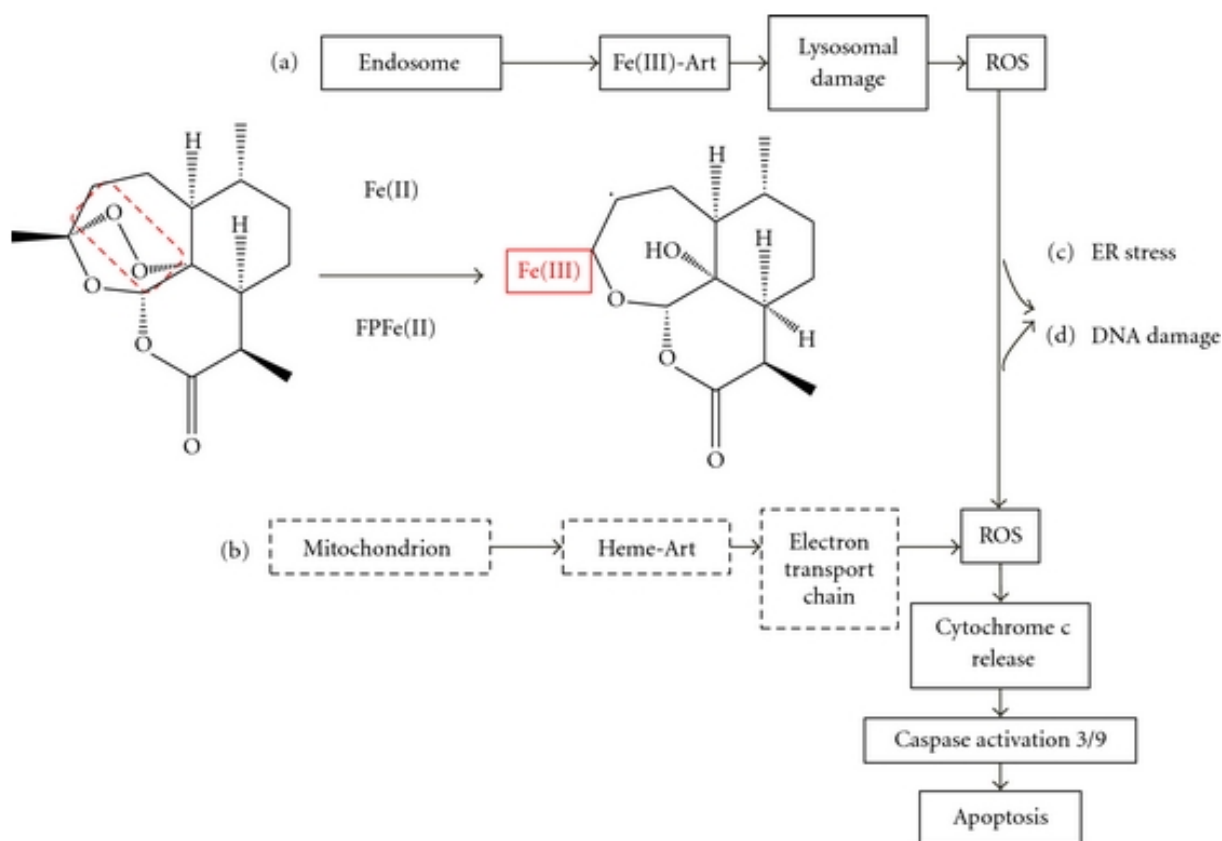 (a)
Endosome
Fe(III)-Art
Lysosomal
damage
ROS
H
H
O
O
O
O
O
Fe(II)
FPFe(II)
H
H
HO
Fe(III)
O
H
O
O
(c) ER stress
(d) DNA damage
(b)
Mitochondrion
Heme-Art
Electron
transport
chain
ROS
Cytochrome c
release
Caspase activation 3/9
Apoptosis